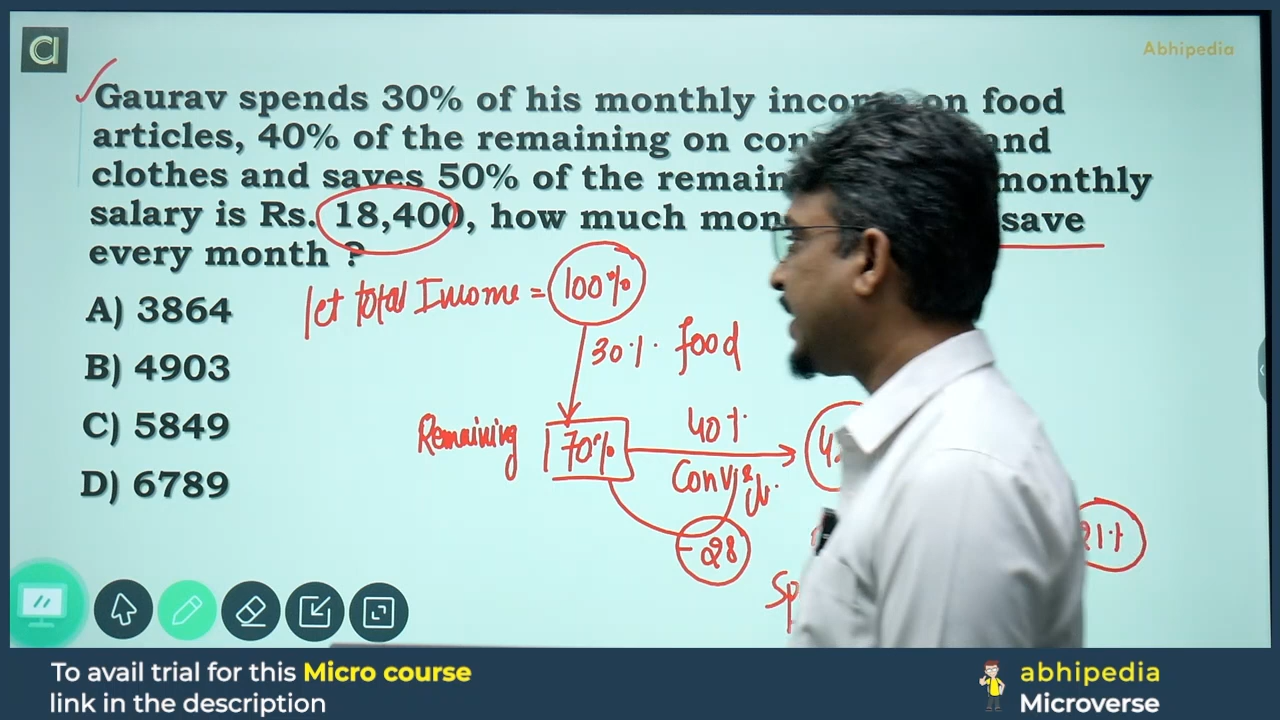 Abhipedia
Gaurav spends 30% of his monthly income on food
articles, 40% of the remaining on and
clothes and saves 50% of the monthly
salary is Rs. 18,400, how much save
every month ?
let total Income = 100%
A) 3864
30% food
B) 4903
40%
Remaining 70%
C) 5849
D) 6789
-28
21%
To avail trial for this Micro course
link in the description
abhipedia
Microverse